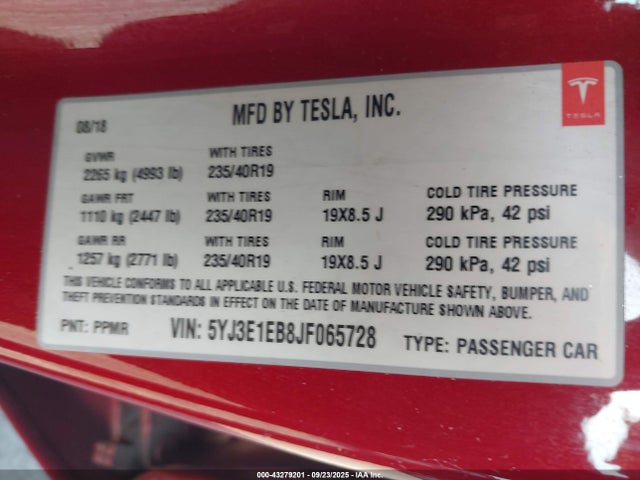 08/18
MFD BY TESLA, INC.
TESLA
GVWR WITH TIRES
2265 kg (4993 lb) 235/40R19
GAWR FRT WITH TIRES RIM COLD TIRE PRESSURE
1110 kg (2447 lb) 235/40R19 19X8.5 J 290 kPa, 42 psi
GAWR RR WITH TIRES RIM COLD TIRE PRESSURE
1257 kg (2771 lb) 235/40R19 19X8.5 J 290 kPa, 42 psi
THIS VEHICLE CONFORMS TO ALL APPLICABLE U.S. FEDERAL MOTOR VEHICLE SAFETY, BUMPER, AND
THEFT PREVENTION STANDARDS IN EFFECT ON THE DATE OF MANUFACTURE SHOWN ABOVE.
PNT: PPMR VIN: 5YJ3E1EB8JF065728 TYPE: PASSENGER CAR
000-43279201 - 09/23/2025 - IAA Inc. All Rights Reserved